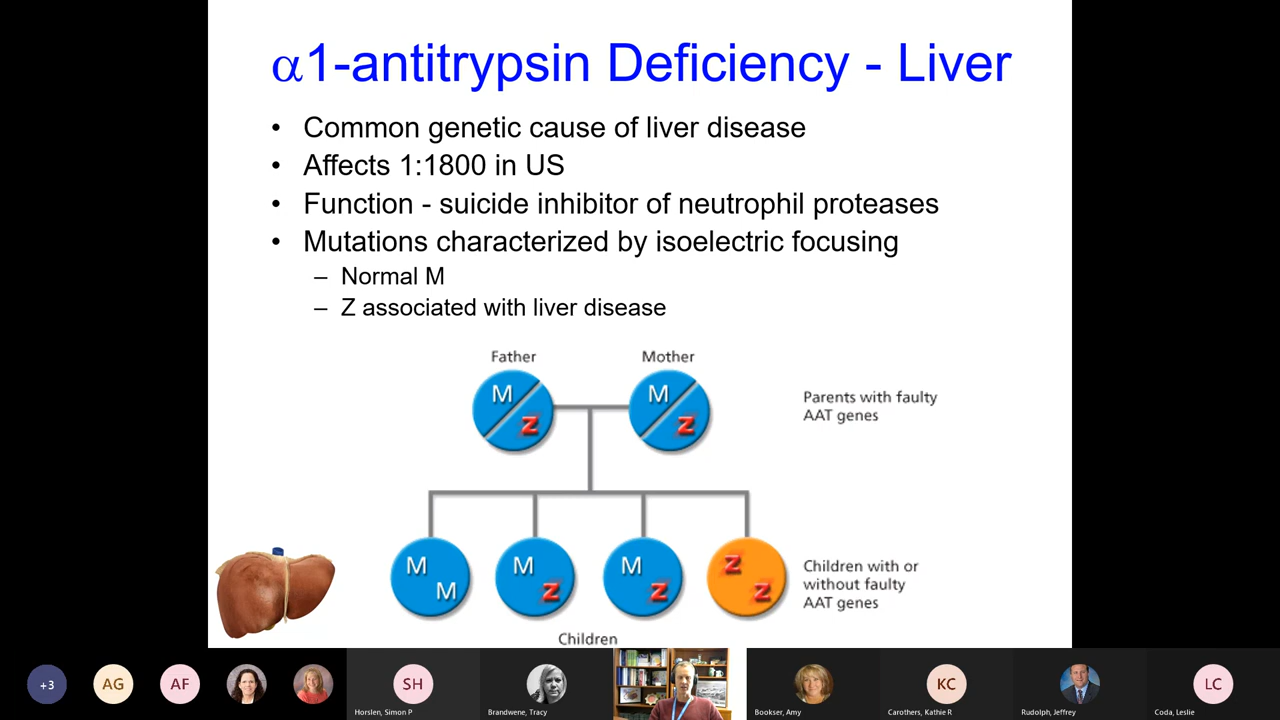 α1-antitrypsin Deficiency - Liver
• Common genetic cause of liver disease
• Affects 1:1800 in US
• Function - suicide inhibitor of neutrophil proteases
• Mutations characterized by isoelectric focusing
– Normal M
– Z associated with liver disease
Father
Mother
M
Z
M
Z
Parents with faulty
AAT genes
M
M
M
Z
M
Z
Z
Z
Children with or
without faulty
AAT genes
Children
+3
AG
AF
SH
Horslen, Simon P
Brandwene, Tracy
Bookser, Amy
KC
Carothers, Kathie R
Rudolph, Jeffrey
LC
Coda, Leslie